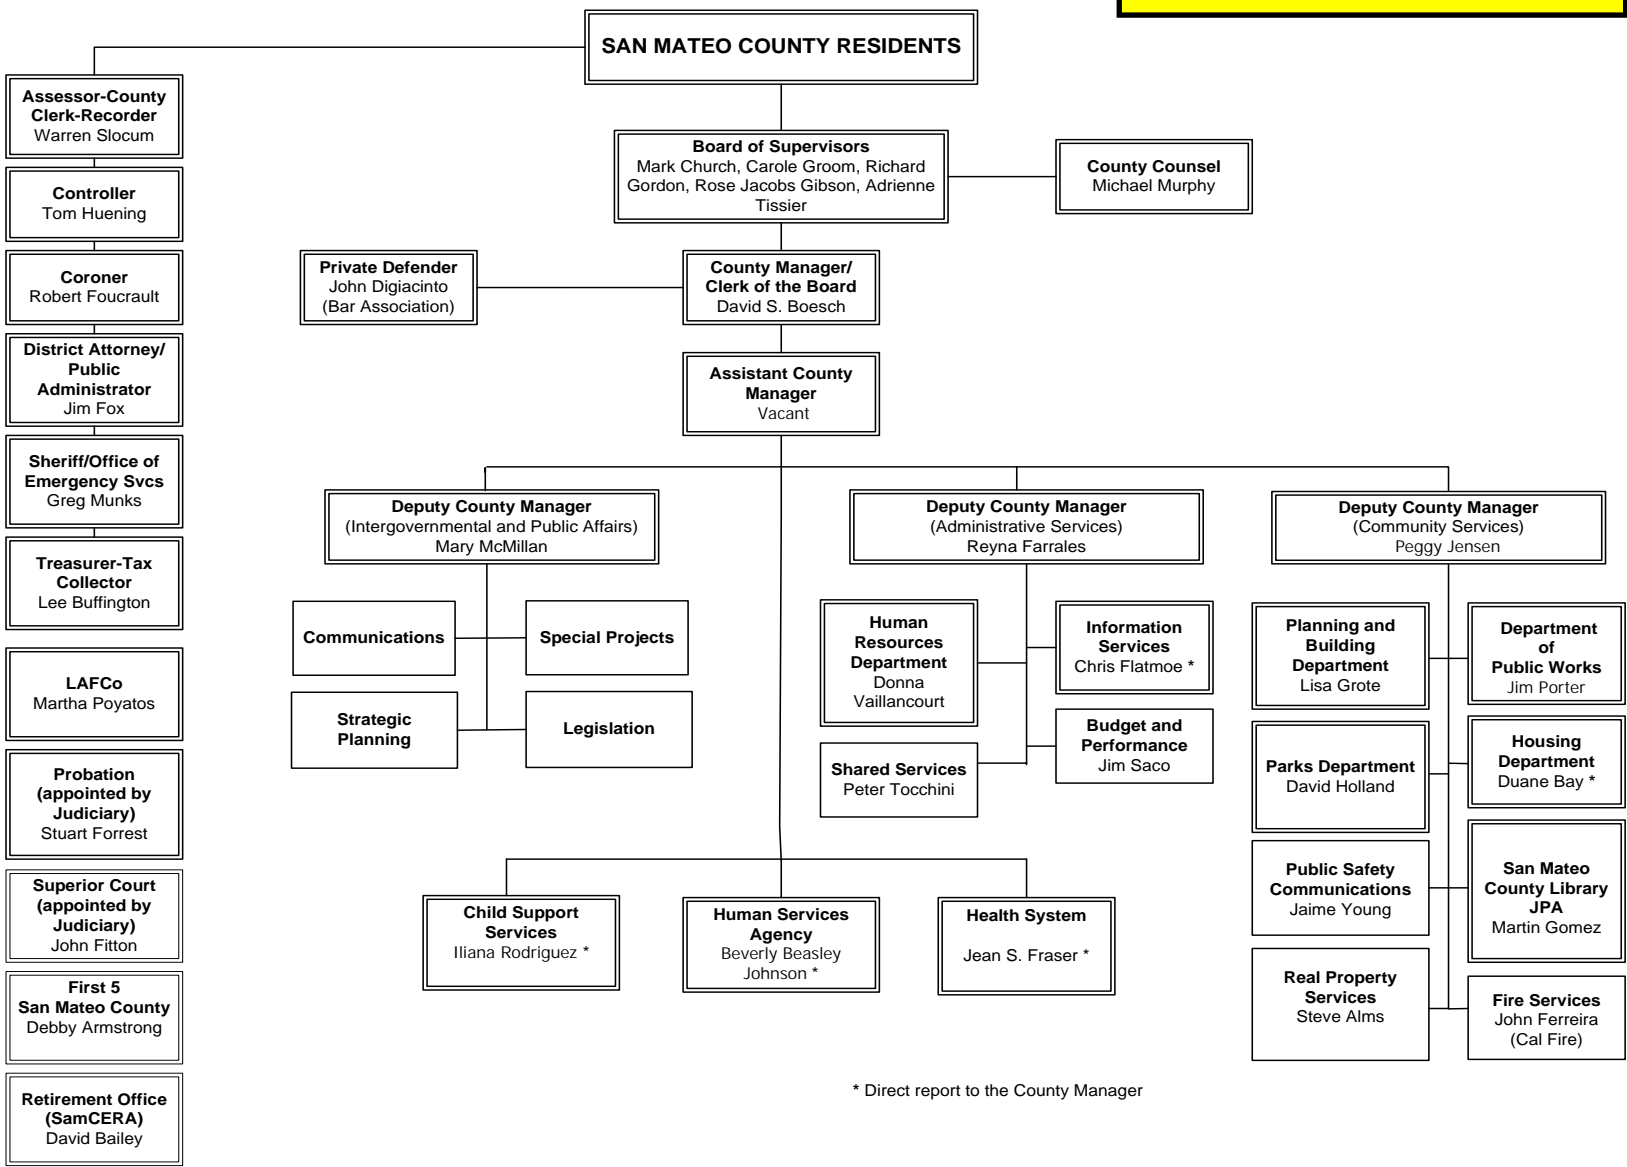 SAN MATEO COUNTY RESIDENTS
Assessor-County
Clerk-Recorder
Warren Slocum
Controller
Tom Huening
Coroner
Robert Foucrault
District Attorney/
Public
Administrator
Jim Fox
Sheriff/Office of
Emergency Svcs
Greg Munks
Treasurer-Tax
Collector
Lee Buffington
LAFCo
Martha Poyatos
Probation
(appointed by
Judiciary)
Stuart Forrest
Superior Court
(appointed by
Judiciary)
John Fitton
First 5
San Mateo County
Debby Armstrong
Retirement Office
(SamCERA)
David Bailey
Board of Supervisors
Mark Church, Carole Groom, Richard
Gordon, Rose Jacobs Gibson, Adrienne
Tissier
County Counsel
Michael Murphy
Private Defender
John Digiacinto
(Bar Association)
County Manager/
Clerk of the Board
David S. Boesch
Assistant County
Manager
Vacant
Deputy County Manager
(Intergovernmental and Public Affairs)
Mary McMillan
Communications
Special Projects
Strategic
Planning
Legislation
Deputy County Manager
(Administrative Services)
Reyna Farrales
Human
Resources
Department
Donna
Vaillancourt
Information
Services
Chris Flatmoe *
Shared Services
Peter Tocchini
Budget and
Performance
Jim Saco
Deputy County Manager
(Community Services)
Peggy Jensen
Planning and
Building
Department
Lisa Grote
Department
of
Public Works
Jim Porter
Parks Department
David Holland
Housing
Department
Duane Bay *
Public Safety
Communications
Jaime Young
San Mateo
County Library
JPA
Martin Gomez
Real Property
Services
Steve Alms
Fire Services
John Ferreira
(Cal Fire)
Child Support
Services
Iliana Rodriguez *
Human Services
Agency
Beverly Beasley
Johnson *
Health System
Jean S. Fraser *
* Direct report to the County Manager